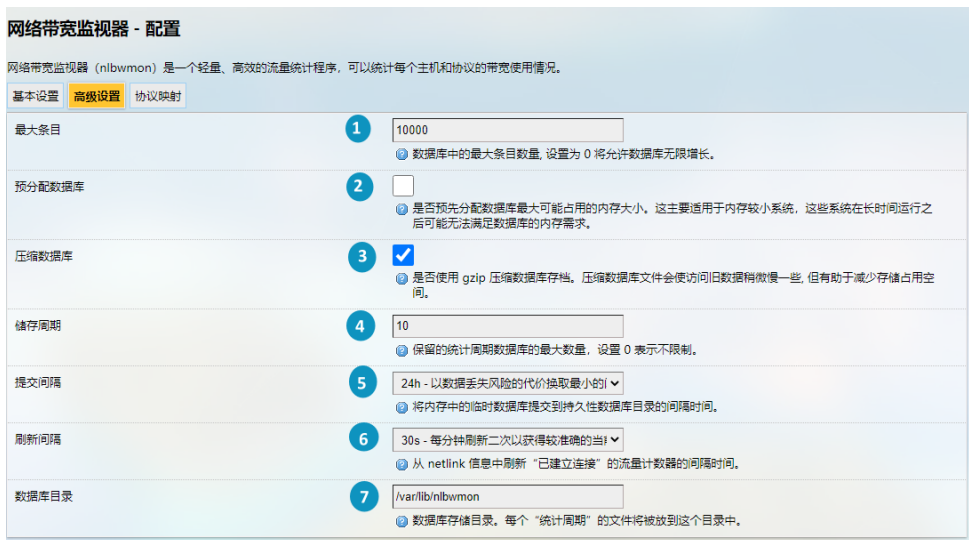 网络带宽监视器 - 配置
网络带宽监视器（nlbwmon）是一个轻量、高效的流量统计程序，可以统计每个主机和协议的带宽使用情况。
基本设置 高级设置 协议映射
最大条目 1 10000
数据库中的最大条目数量, 设置为 0 将允许数据库无限增长。
预分配数据库 2
是否预先分配数据库最大可能占用的内存大小。这主要适用于内存较小系统，这些系统在长时间运行之
后可能无法满足数据库的内存需求。
压缩数据库 3
是否使用 gzip 压缩数据库存档。压缩数据库文件会使访问旧数据稍微慢一些, 但有助于减少存储占用空
间。
储存周期 4 10
保留的统计周期数据库的最大数量，设置 0 表示不限制。
提交间隔 5 24h - 以数据丢失风险的代价换取最小的
将内存中的临时数据库提交到持久性数据库目录的间隔时间。
刷新间隔 6 30s - 每分钟刷新二次以获得较准确的当
从 netlink 信息中刷新“已建立连接”的流量计数器的间隔时间。
数据库目录 7 /var/lib/nlbwmon
数据库存储目录。每个“统计周期”的文件将被放到这个目录中。